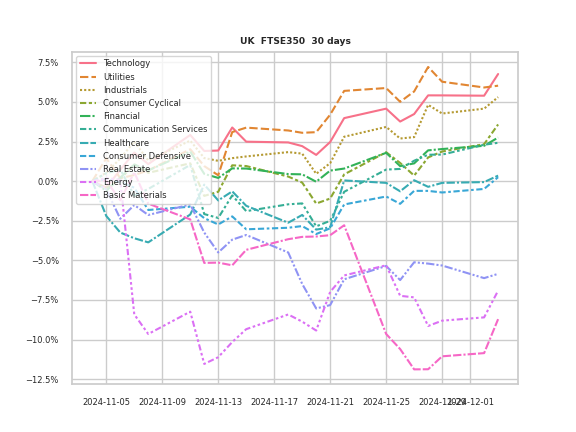 UK  FTSE350  30 days
7.5%
5.0%
2.5%
0.0%
−2.5%
−5.0%
−7.5%
−10.0%
−12.5%
Technology
Utilities
Industrials
Consumer Cyclical
Financial
Communication Services
Healthcare
Consumer Defensive
Real Estate
Energy
Basic Materials
2024-11-05 2024-11-09 2024-11-13 2024-11-17 2024-11-21 2024-11-25 2024-11-29 2024-12-01